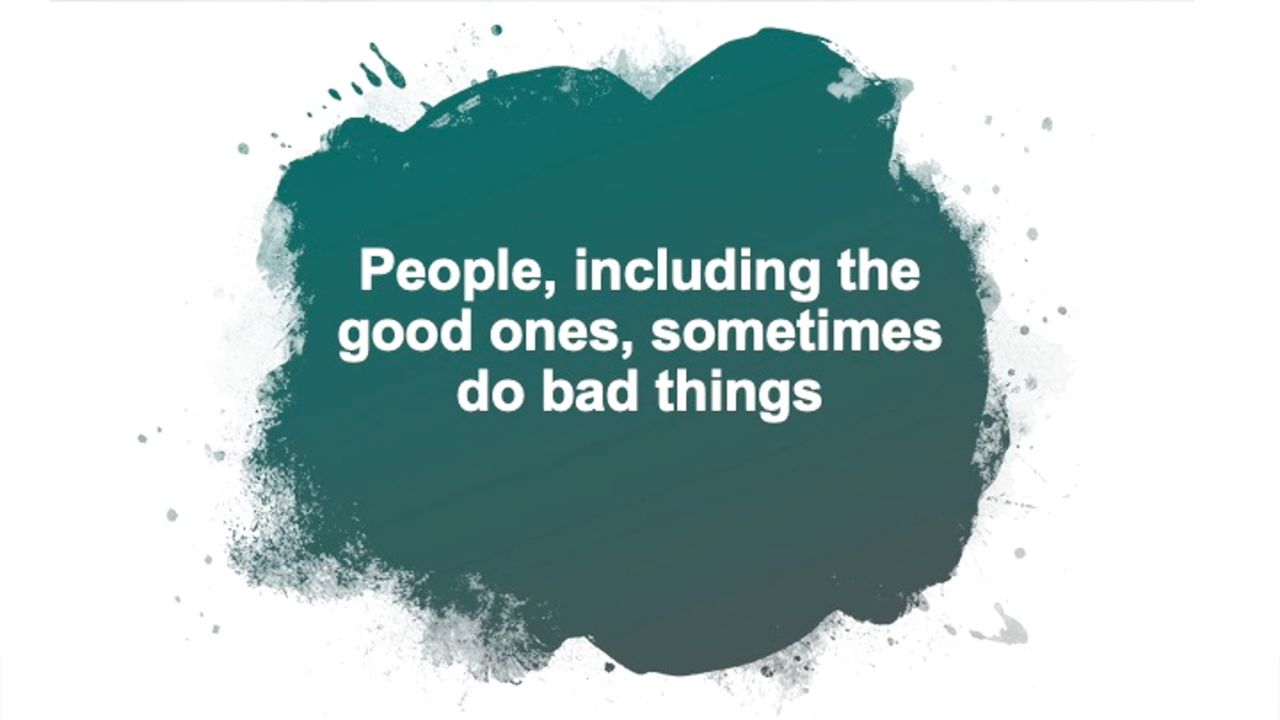 People, including the
good ones, sometimes
do bad things